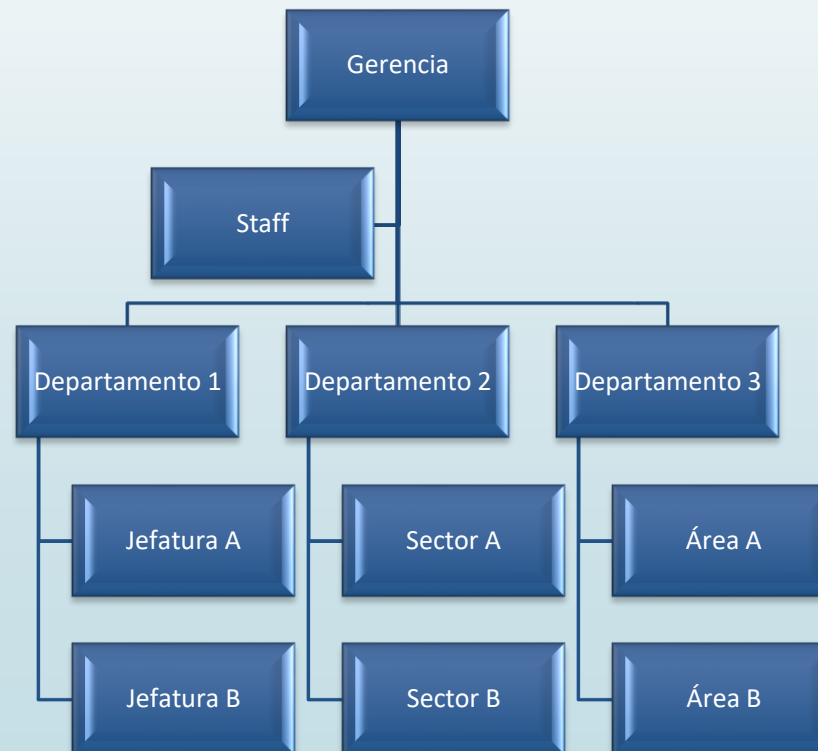 Gerencia
Staff
Departamento 1
Departamento 2
Departamento 3
Jefatura A
Sector A
Área A
Jefatura B
Sector B
Área B